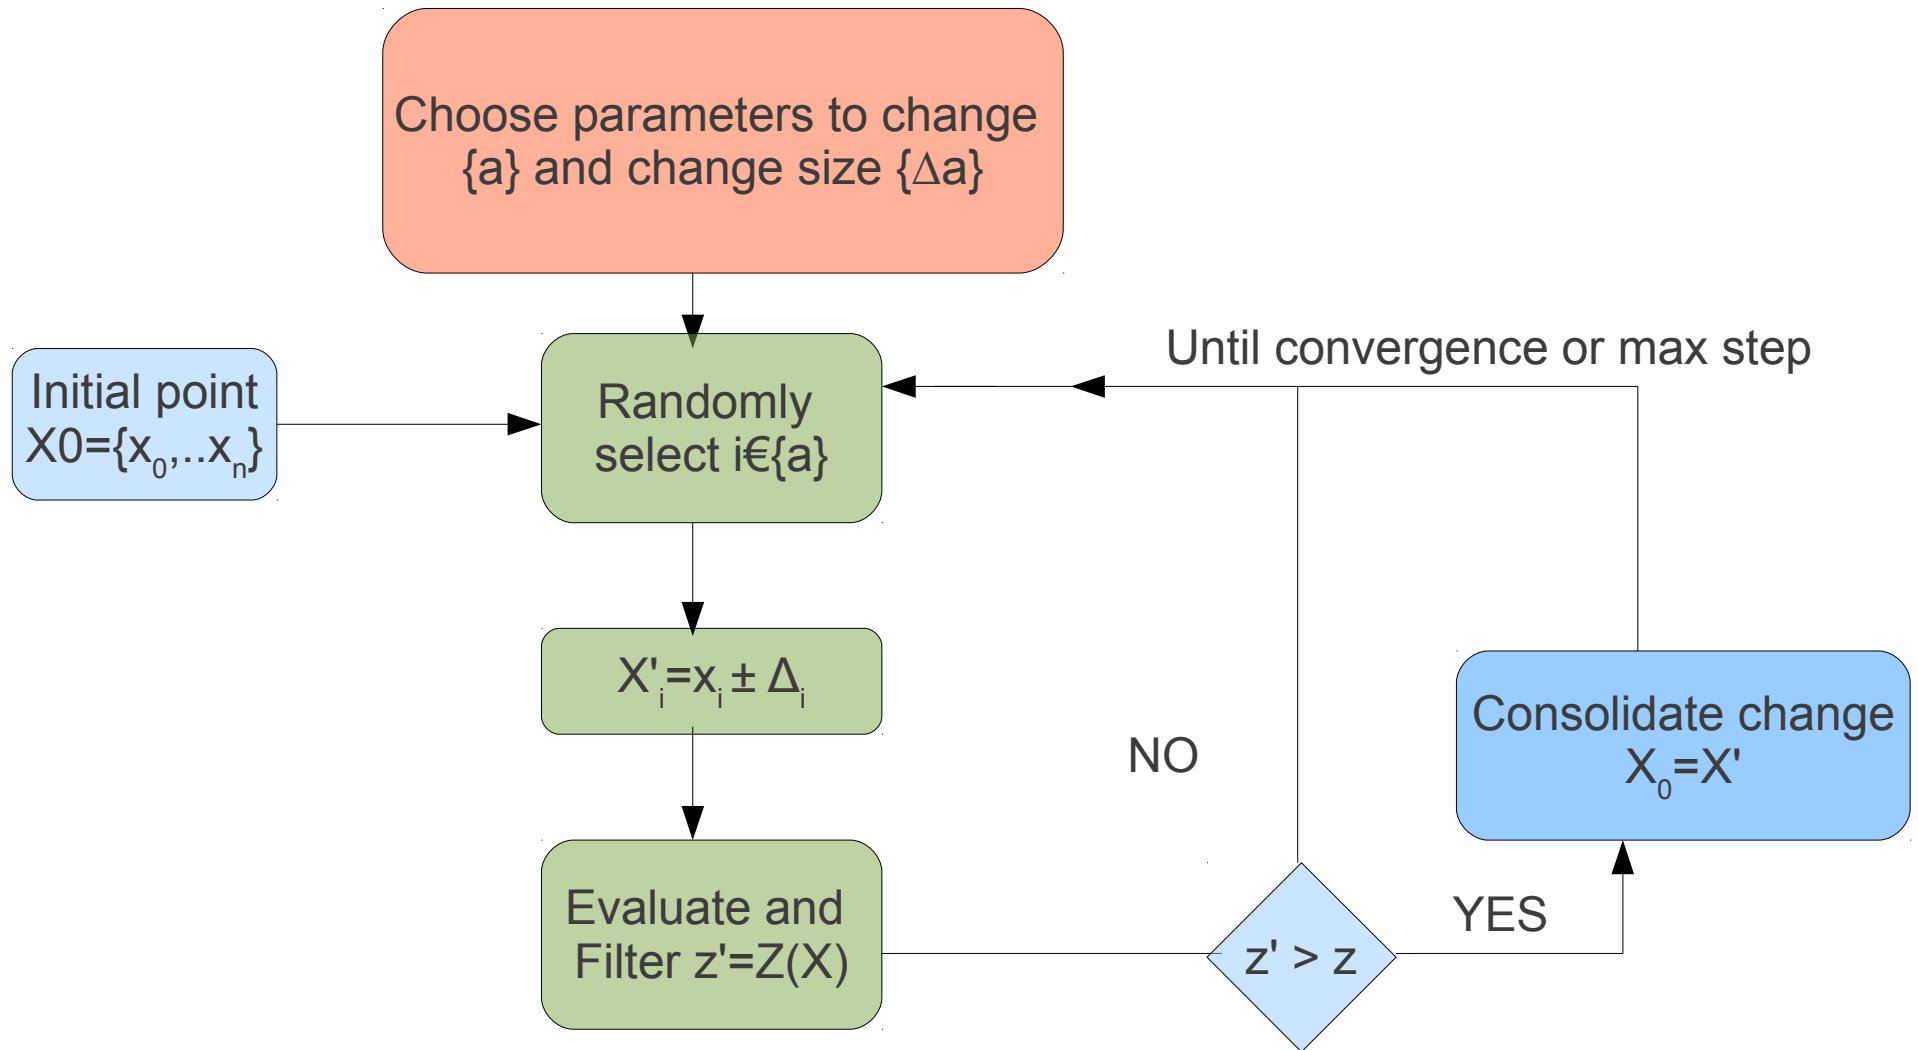 Choose parameters to change
{a} and change size {Δa}
Until convergence or max step
Initial point
X0={x₀,..xₙ}
Randomly
select i€{a}
X'ᵢ=xᵢ ± Δᵢ
NO
Consolidate change
X₀=X'
Evaluate and
Filter z'=Z(X)
z' > z
YES